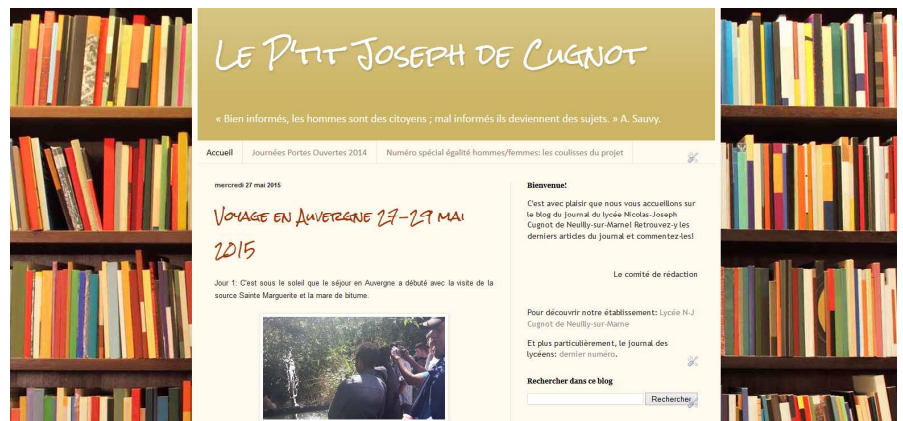 Le P'tit Joseph de Cugnot
« Bien informés, les hommes sont des citoyens ; mal informés ils deviennent des sujets. » A. Sauvy.
Accueil
Journées Portes Ouvertes 2014
Numéro spécial égalité hommes/femmes: les coulisses du projet
mercredi 27 mai 2015
Voyage en Auvergne 27-29 mai
2015
Jour 1: C'est sous le soleil que le séjour en Auvergne a débuté avec la visite de la
source Sainte Marguerite et la mare de bitume.
Bienvenue!
C'est avec plaisir que nous vous accueillons sur
le blog du journal du lycée Nicolas-Joseph
Cugnot de Neuilly-sur-Marne! Retrouvez-y les
derniers articles du journal et commentez-les!
Le comité de rédaction
Pour découvrir notre établissement: Lycée N-J
Cugnot de Neuilly-sur-Marne
Et plus particulièrement, le journal des
lycéens: dernier numéro.
Rechercher dans ce blog
Rechercher